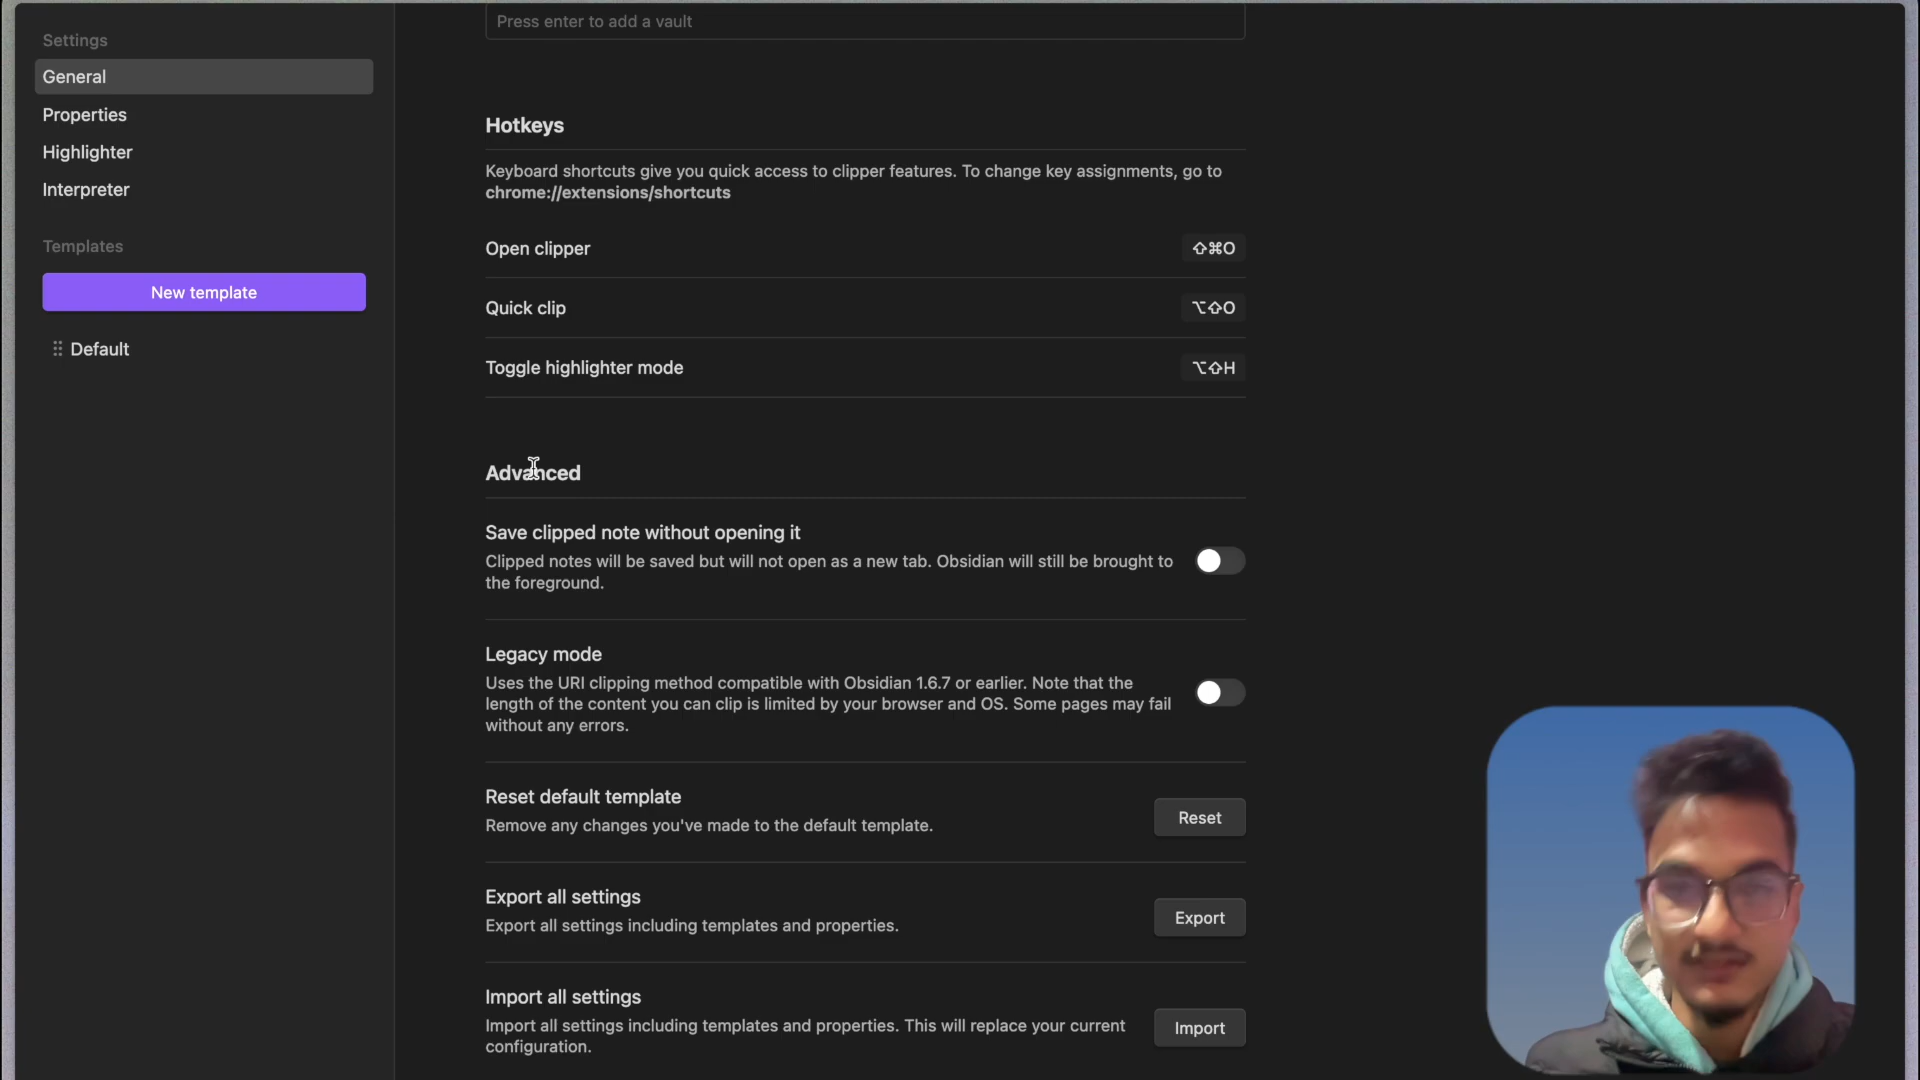 Settings
General
Properties
Highlighter
Interpreter
Templates
New template
Default
Press enter to add a vault
Hotkeys
Keyboard shortcuts give you quick access to clipper features. To change key assignments, go to
chrome://extensions/shortcuts
Open clipper ⇧⌘O
Quick clip ⌥⇧O
Toggle highlighter mode ⌥⇧H
Advanced
Save clipped note without opening it
Clipped notes will be saved but will not open as a new tab. Obsidian will still be brought to
the foreground.
Legacy mode
Uses the URI clipping method compatible with Obsidian 1.6.7 or earlier. Note that the
length of the content you can clip is limited by your browser and OS. Some pages may fail
without any errors.
Reset default template
Remove any changes you've made to the default template.
Reset
Export all settings
Export all settings including templates and properties.
Export
Import all settings
Import all settings including templates and properties. This will replace your current
configuration.
Import